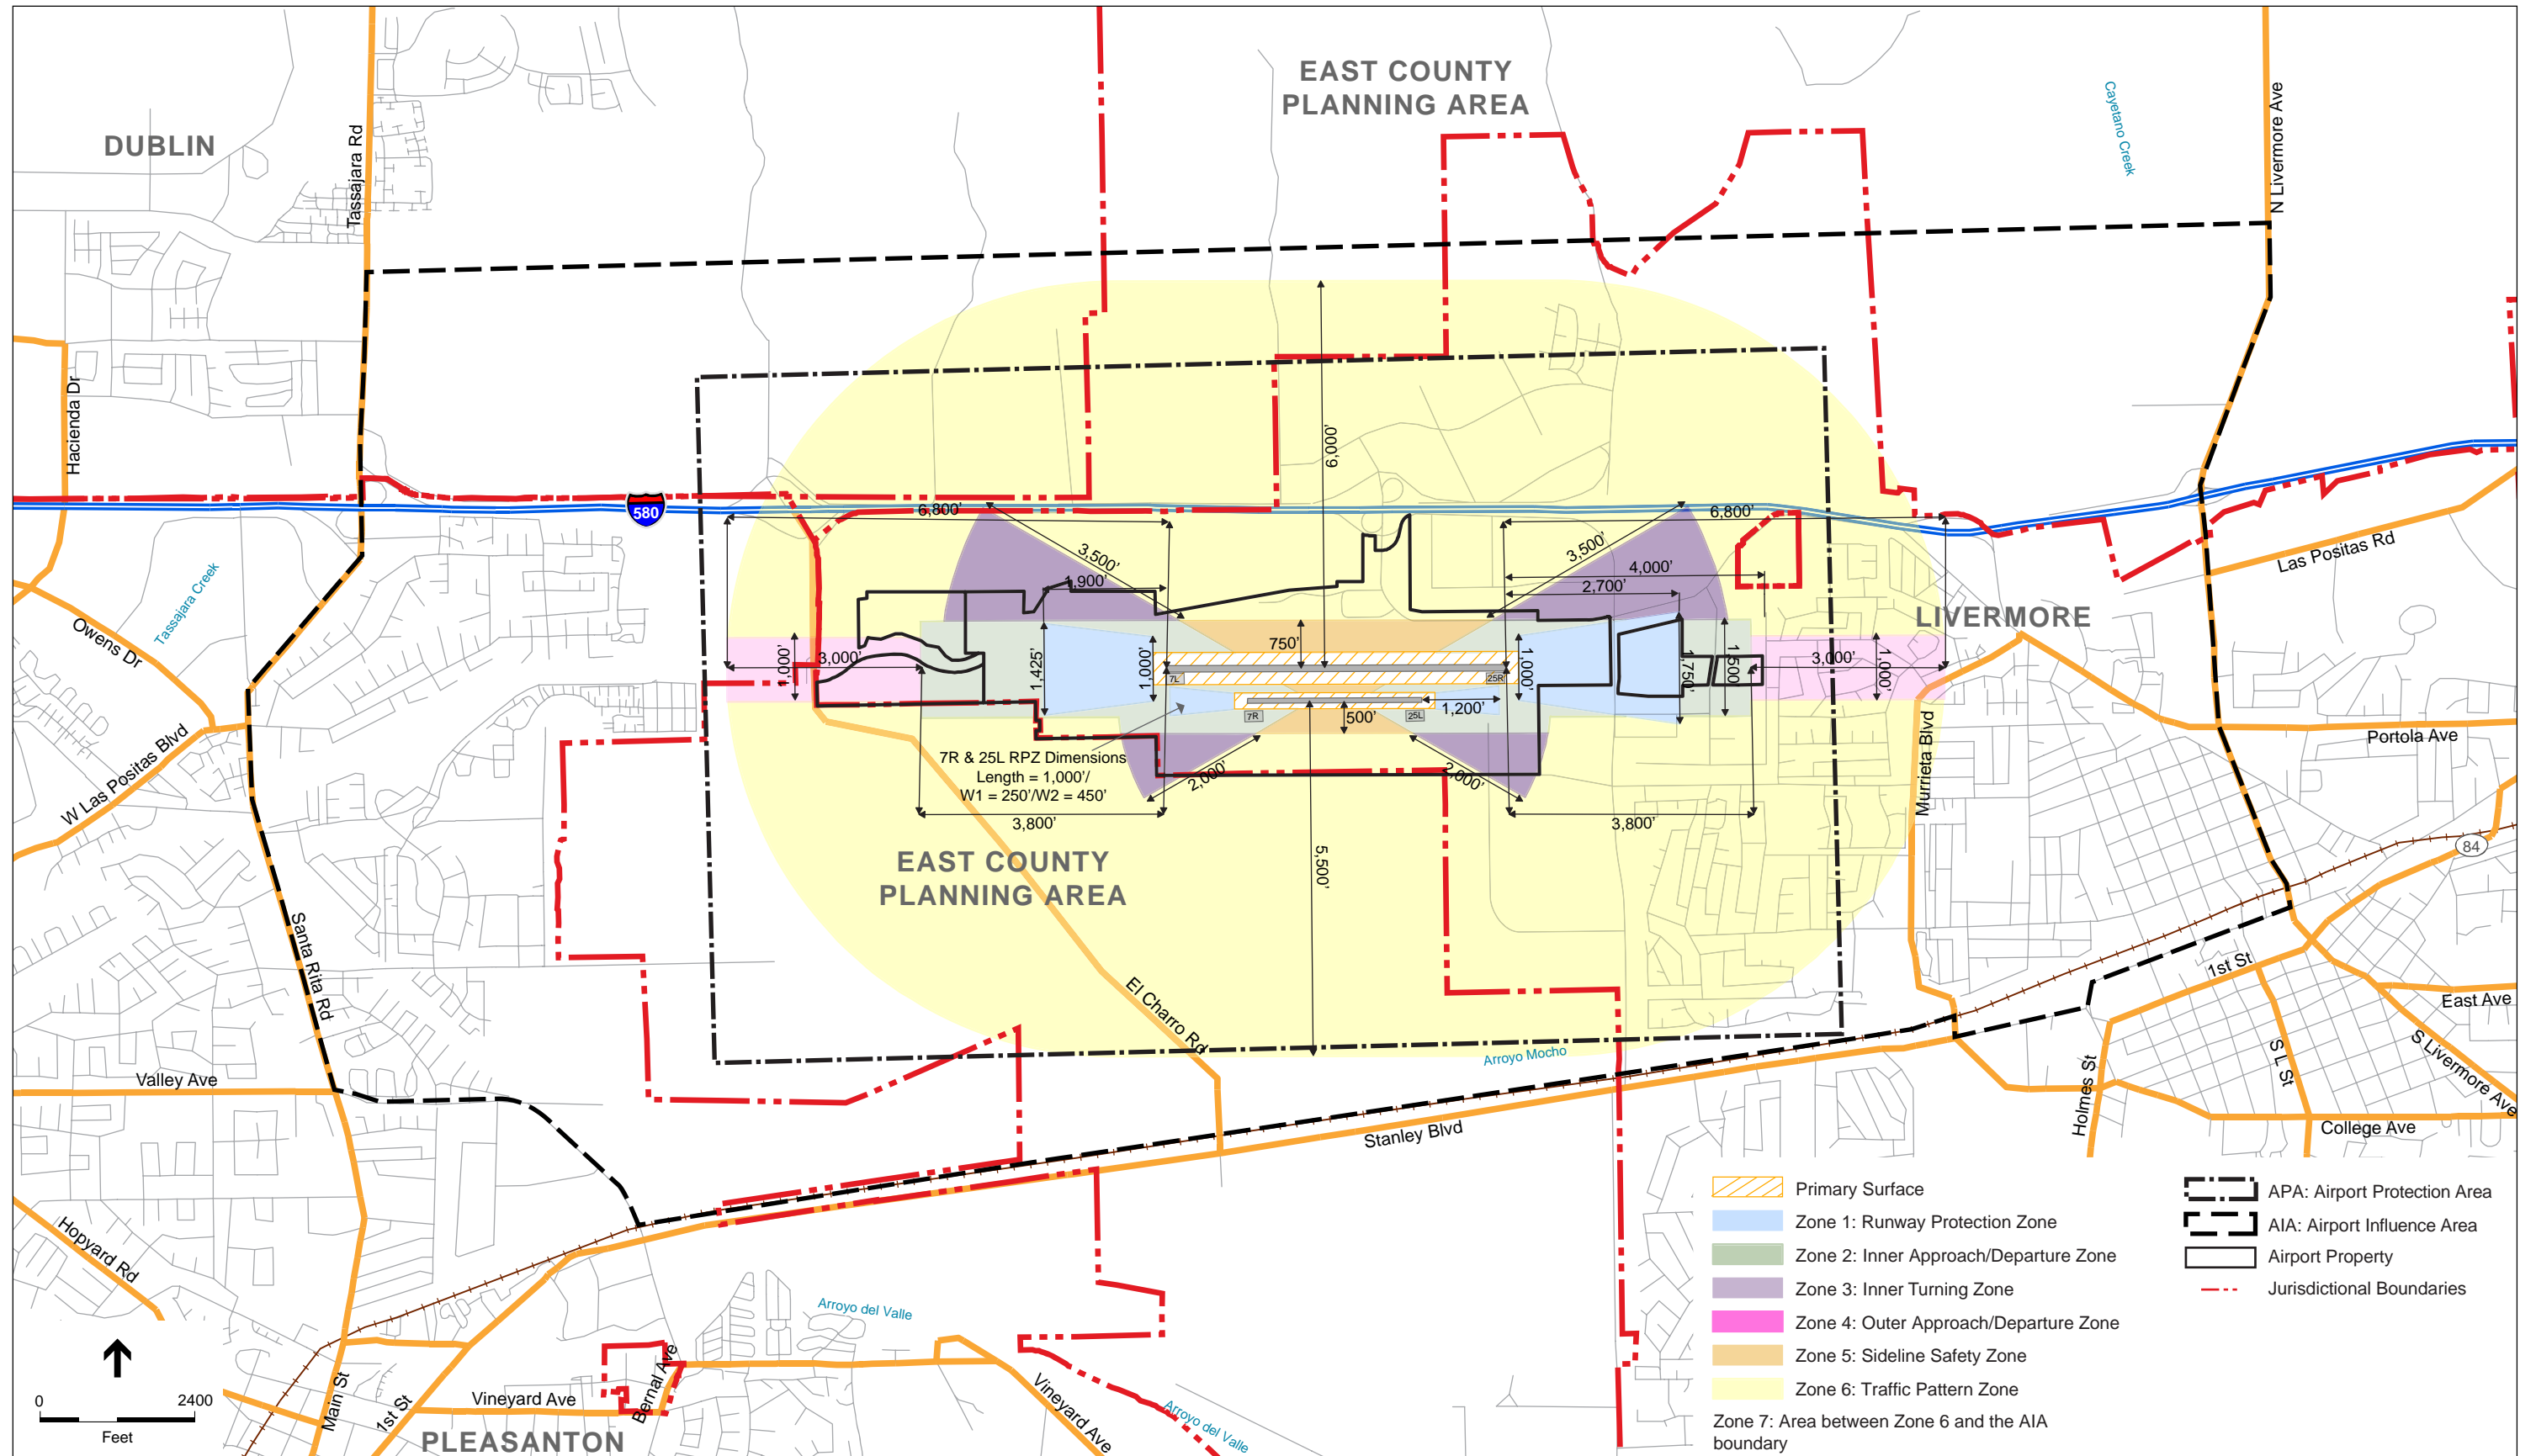 EAST COUNTY
PLANNING AREA
DUBLIN
Tassajara Rd
Cayetano Creek
N Livermore Ave
Hacienda Dr
580
6,000'
6,800'
6,800'
3,500'
3,500'
1,900'
4,000'
2,700'
Las Positas Rd
Tassajara Creek
Owens Dr
LIVERMORE
750'
1,000'
3,000'
1,425'
1,000'
1,000'
1,750'
1,500'
3,000'
1,000'
7L
25R
7R
25L
500'
1,200'
W Las Positas Blvd
Murrieta Blvd
Portola Ave
7R & 25L RPZ Dimensions
Length = 1,000'/
W1 = 250'/W2 = 450'
2,000'
2,000'
3,800'
3,800'
84
EAST COUNTY
PLANNING AREA
5,500'
Santa Rita Rd
El Charro Rd
1st St
East Ave
S Livermore Ave
S L St
Holmes St
College Ave
Arroyo Mocho
Stanley Blvd
Valley Ave
Hopyard Rd
Arroyo del Valle
Main St
1st St
Vineyard Ave
Bernal Ave
Vineyard Ave
Arroyo del Valle
PLEASANTON
0 2400
Feet
Primary Surface
Zone 1: Runway Protection Zone
Zone 2: Inner Approach/Departure Zone
Zone 3: Inner Turning Zone
Zone 4: Outer Approach/Departure Zone
Zone 5: Sideline Safety Zone
Zone 6: Traffic Pattern Zone
Zone 7: Area between Zone 6 and the AIA
boundary
APA: Airport Protection Area
AIA: Airport Influence Area
Airport Property
Jurisdictional Boundaries